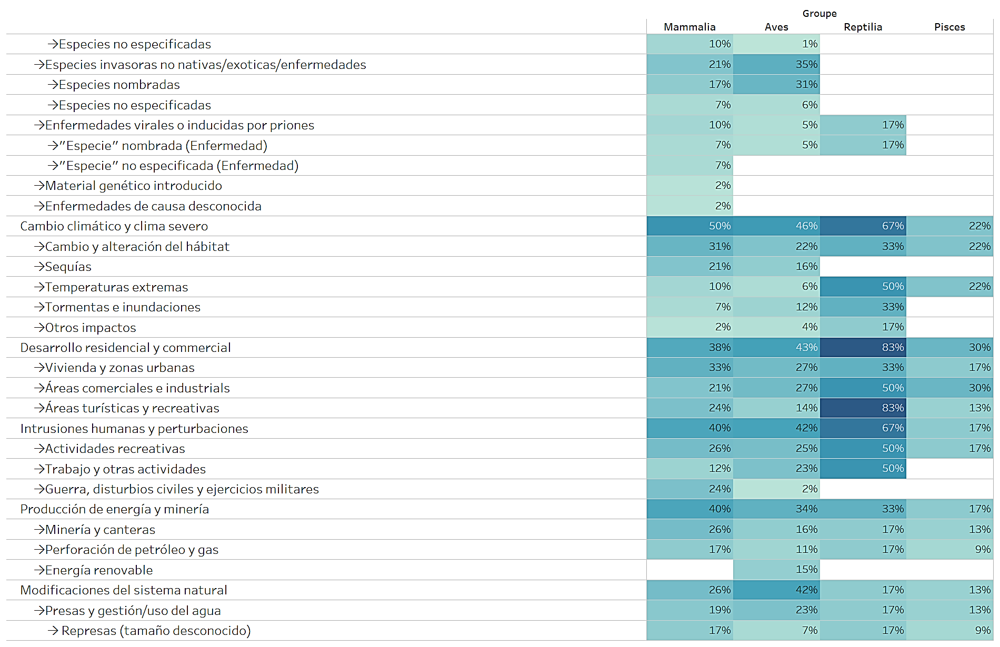 Groupe
Mammalia Aves Reptilia Pisces
→Especies no especificadas 10% 1%
→Especies invasoras no nativas/exoticas/enfermedades 21% 35%
→Especies nombradas 17% 31%
→Especies no especificadas 7% 6%
→Enfermedades virales o inducidas por priones 10% 5% 17%
→"Especie" nombrada (Enfermedad) 7% 5% 17%
→"Especie" no especificada (Enfermedad) 7%
→Material genético introducido 2%
→Enfermedades de causa desconocida 2%
Cambio climático y clima severo 50% 46% 67% 22%
→Cambio y alteración del hábitat 31% 22% 33% 22%
→Sequías 21% 16%
→Temperaturas extremas 10% 6% 50% 22%
→Tormentas e inundaciones 7% 12% 33%
→Otros impactos 2% 4% 17%
Desarrollo residencial y commercial 38% 43% 83% 30%
→Vivienda y zonas urbanas 33% 27% 33% 17%
→Áreas comerciales e industrials 21% 27% 50% 30%
→Áreas turísticas y recreativas 24% 14% 83% 13%
Intrusiones humanas y perturbaciones 40% 42% 67% 17%
→Actividades recreativas 26% 25% 50% 17%
→Trabajo y otras actividades 12% 23% 50%
→Guerra, disturbios civiles y ejercicios militares 24% 2%
Producción de energía y minería 40% 34% 33% 17%
→Minería y canteras 26% 16% 17% 13%
→Perforación de petróleo y gas 17% 11% 17% 9%
→Energía renovable 15%
Modificaciones del sistema natural 26% 42% 17% 13%
→Presas y gestión/uso del agua 19% 23% 17% 13%
→ Represas (tamaño desconocido) 17% 7% 17% 9%